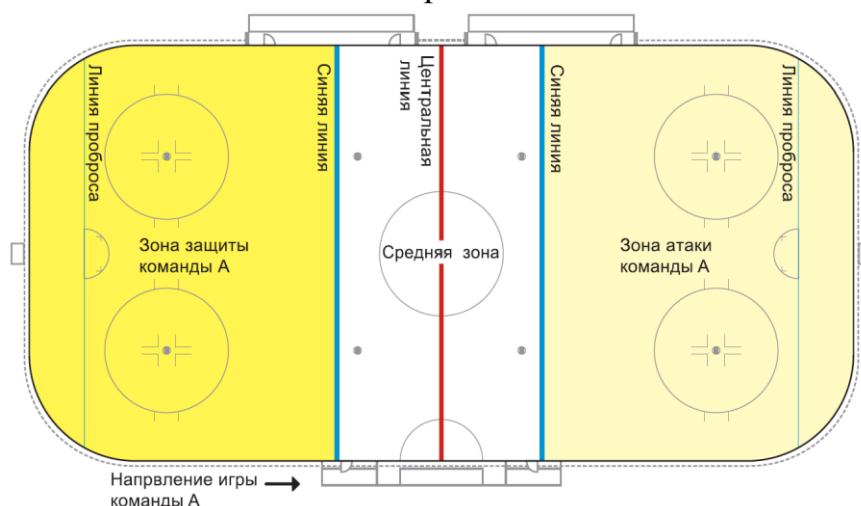 Линия проброса
Синяя линия
Центральная
линия
Синяя линия
Линия проброса
Зона защиты
команды А
Средняя зона
Зона атаки
команды А
Напрвление игры
команды А